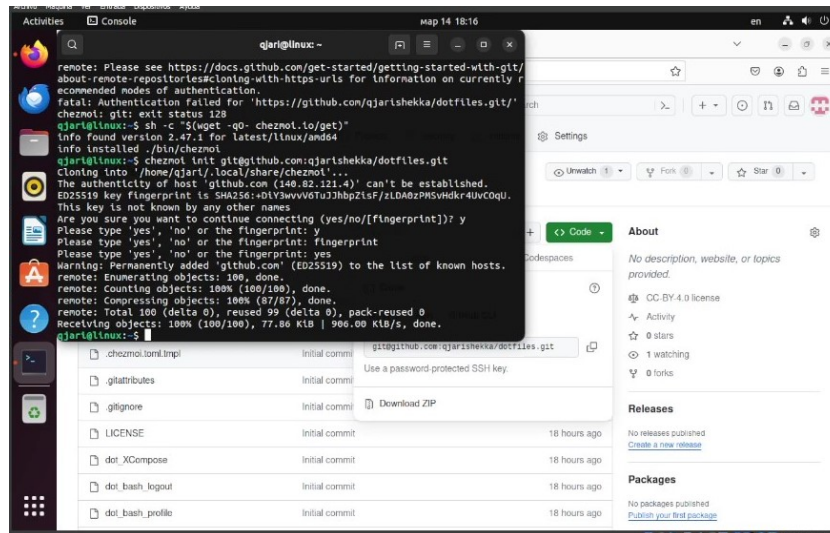 Archivo Máquina Ver Entrada Dispositivos Ayuda
Activities
Console
мар 14 18:16
en
qjari@linux: ~
remote: Please see https://docs.github.com/get-started/getting-started-with-git/
about-remote-repositories#cloning-with-https-urls for information on currently r
ecommended modes of authentication.
fatal: Authentication failed for 'https://github.com/qjarishekka/dotfiles.git/'
chezmoi: git: exit status 128
qjari@linux:~$ sh -c "$(wget -qO- chezmoi.io/get)"
info found version 2.47.1 for latest/linux/amd64
info installed ./bin/chezmoi
qjari@linux:~$ chezmoi init git@github.com:qjarishekka/dotfiles.git
Cloning into '/home/qjari/.local/share/chezmoi'...
The authenticity of host 'github.com (140.82.121.4)' can't be established.
ED25519 key fingerprint is SHA256:+DiY3wvvV6TuJJhbpZisF/zLDA0zPMSvHdkr4UvCOqU.
This key is not known by any other names
Are you sure you want to continue connecting (yes/no/[fingerprint])? y
Please type 'yes', 'no' or the fingerprint: y
Please type 'yes', 'no' or the fingerprint: fingerprint
Please type 'yes', 'no' or the fingerprint: yes
Warning: Permanently added 'github.com' (ED25519) to the list of known hosts.
remote: Enumerating objects: 100, done.
remote: Counting objects: 100% (100/100), done.
remote: Compressing objects: 100% (87/87), done.
remote: Total 100 (delta 0), reused 99 (delta 0), pack-reused 0
Receiving objects: 100% (100/100), 77.86 KiB | 906.00 KiB/s, done.
qjari@linux:~$
Settings
Unwatch 1
Fork 0
Star 0
Code
About
Codespaces
No description, website, or topics
provided.
CC-BY-4.0 license
Activity
0 stars
1 watching
0 forks
git@github.com:qjarishekka/dotfiles.git
Use a password-protected SSH key.
Download ZIP
.chezmoi.toml.tmpl Initial commi
.gitattributes Initial commi
.gitignore Initial commi
LICENSE Initial commit 18 hours ago
dot_XCompose Initial commit 18 hours ago
dot_bash_logout Initial commit 18 hours ago
dot_bash_profile Initial commit 18 hours ago
Releases
No releases published
Create a new release
Packages
No packages published
Publish your first package